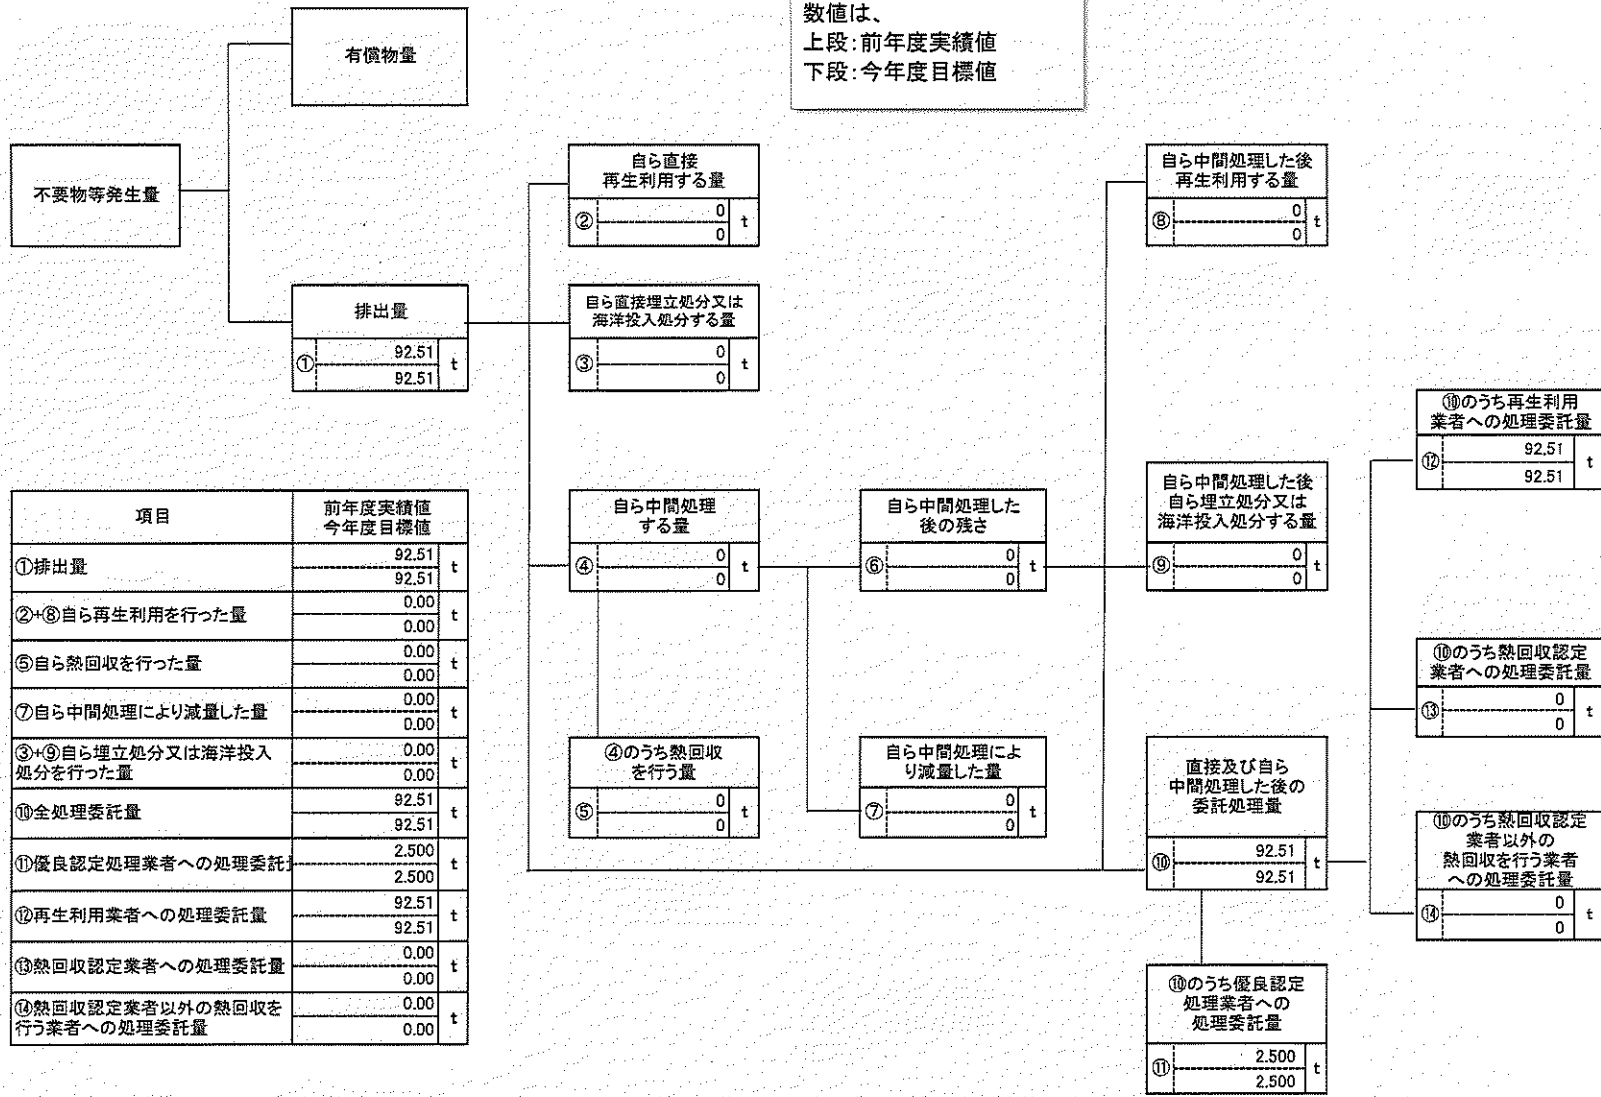 数値は、
上段：前年度実績値
下段：今年度目標値
有償物量
不要物等発生量
排出量
①
92.51
92.51
t
自ら直接
再生利用する量
②
0
0
t
自ら直接埋立処分又は
海洋投入処分する量
③
0
0
t
自ら中間処理
する量
④
0
0
t
④のうち熱回収
を行う量
⑤
0
0
t
自ら中間処理した
後の残さ
⑥
0
0
t
自ら中間処理によ
り減量した量
⑦
0
0
t
自ら中間処理した後
再生利用する量
⑧
0
0
t
自ら中間処理した後
自ら埋立処分又は
海洋投入処分する量
⑨
0
0
t
直接及び自ら
中間処理した後の
委託処理量
⑩
92.51
92.51
t
⑩のうち優良認定
処理業者への
処理委託量
⑪
2.500
2.500
t
⑩のうち再生利用
業者への処理委託量
⑫
92.51
92.51
t
⑩のうち熱回収認定
業者への処理委託量
⑬
0
0
t
⑩のうち熱回収認定
業者以外の
熱回収を行う業者
への処理委託量
⑭
0
0
t
項目
前年度実績値
今年度目標値
①排出量
92.51
92.51
t
②+⑧自ら再生利用を行った量
0.00
0.00
t
⑤自ら熱回収を行った量
0.00
0.00
t
⑦自ら中間処理により減量した量
0.00
0.00
t
③+⑨自ら埋立処分又は海洋投入
処分を行った量
0.00
0.00
t
⑩全処理委託量
92.51
92.51
t
⑪優良認定処理業者への処理委託
2.500
2.500
t
⑫再生利用業者への処理委託量
92.51
92.51
t
⑬熱回収認定業者への処理委託量
0.00
0.00
t
⑭熱回収認定業者以外の熱回収を
行う業者への処理委託量
0.00
0.00
t